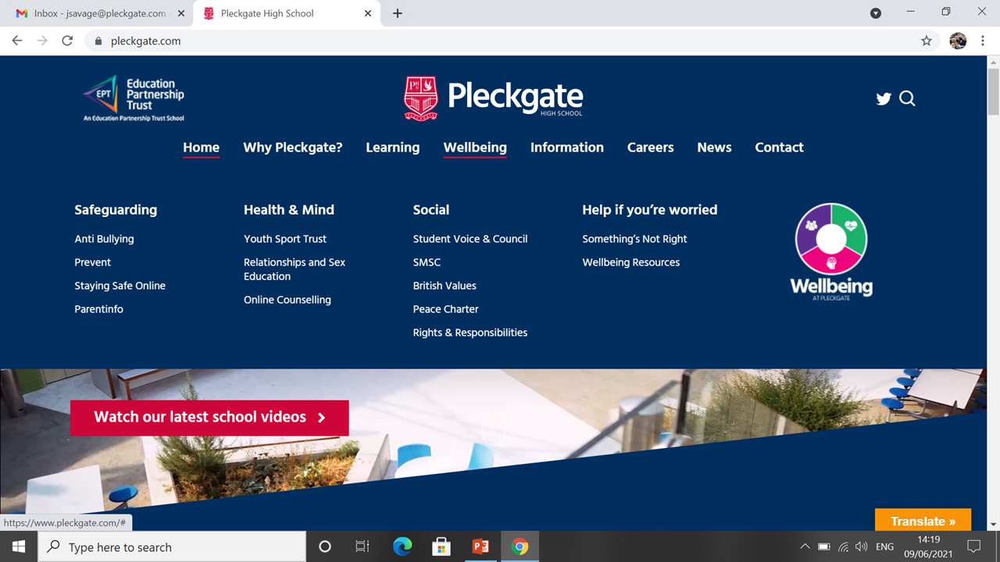 Inbox - jsavage@pleckgate.com
Pleckgate High School
pleckgate.com
EPT
Education
Partnership
Trust
An Education Partnership Trust School
PHS
Pleckgate
HIGH SCHOOL
Home Why Pleckgate? Learning Wellbeing Information Careers News Contact
Safeguarding
Anti Bullying
Prevent
Staying Safe Online
Parentinfo
Health & Mind
Youth Sport Trust
Relationships and Sex
Education
Online Counselling
Social
Student Voice & Council
SMSC
British Values
Peace Charter
Rights & Responsibilities
Help if you’re worried
Something’s Not Right
Wellbeing Resources
Wellbeing
AT PLECKGATE
Watch our latest school videos
https://www.pleckgate.com/#
Translate »
Type here to search
ENG
14:19
09/06/2021